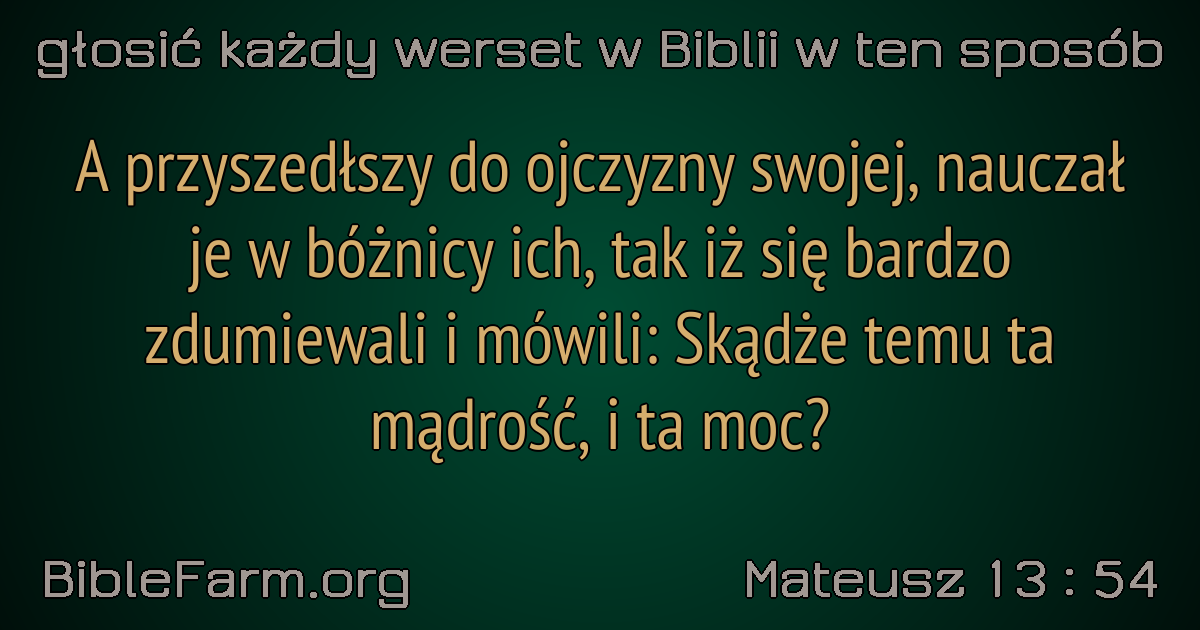 głosić każdy werset w Biblii w ten sposób
A przyszedłszy do ojczyzny swojej, nauczał
je w bóżnicy ich, tak iż się bardzo
zdumiewali i mówili: Skądże temu ta
mądrość, i ta moc?
BibleFarm.org
Mateusz 13 : 54